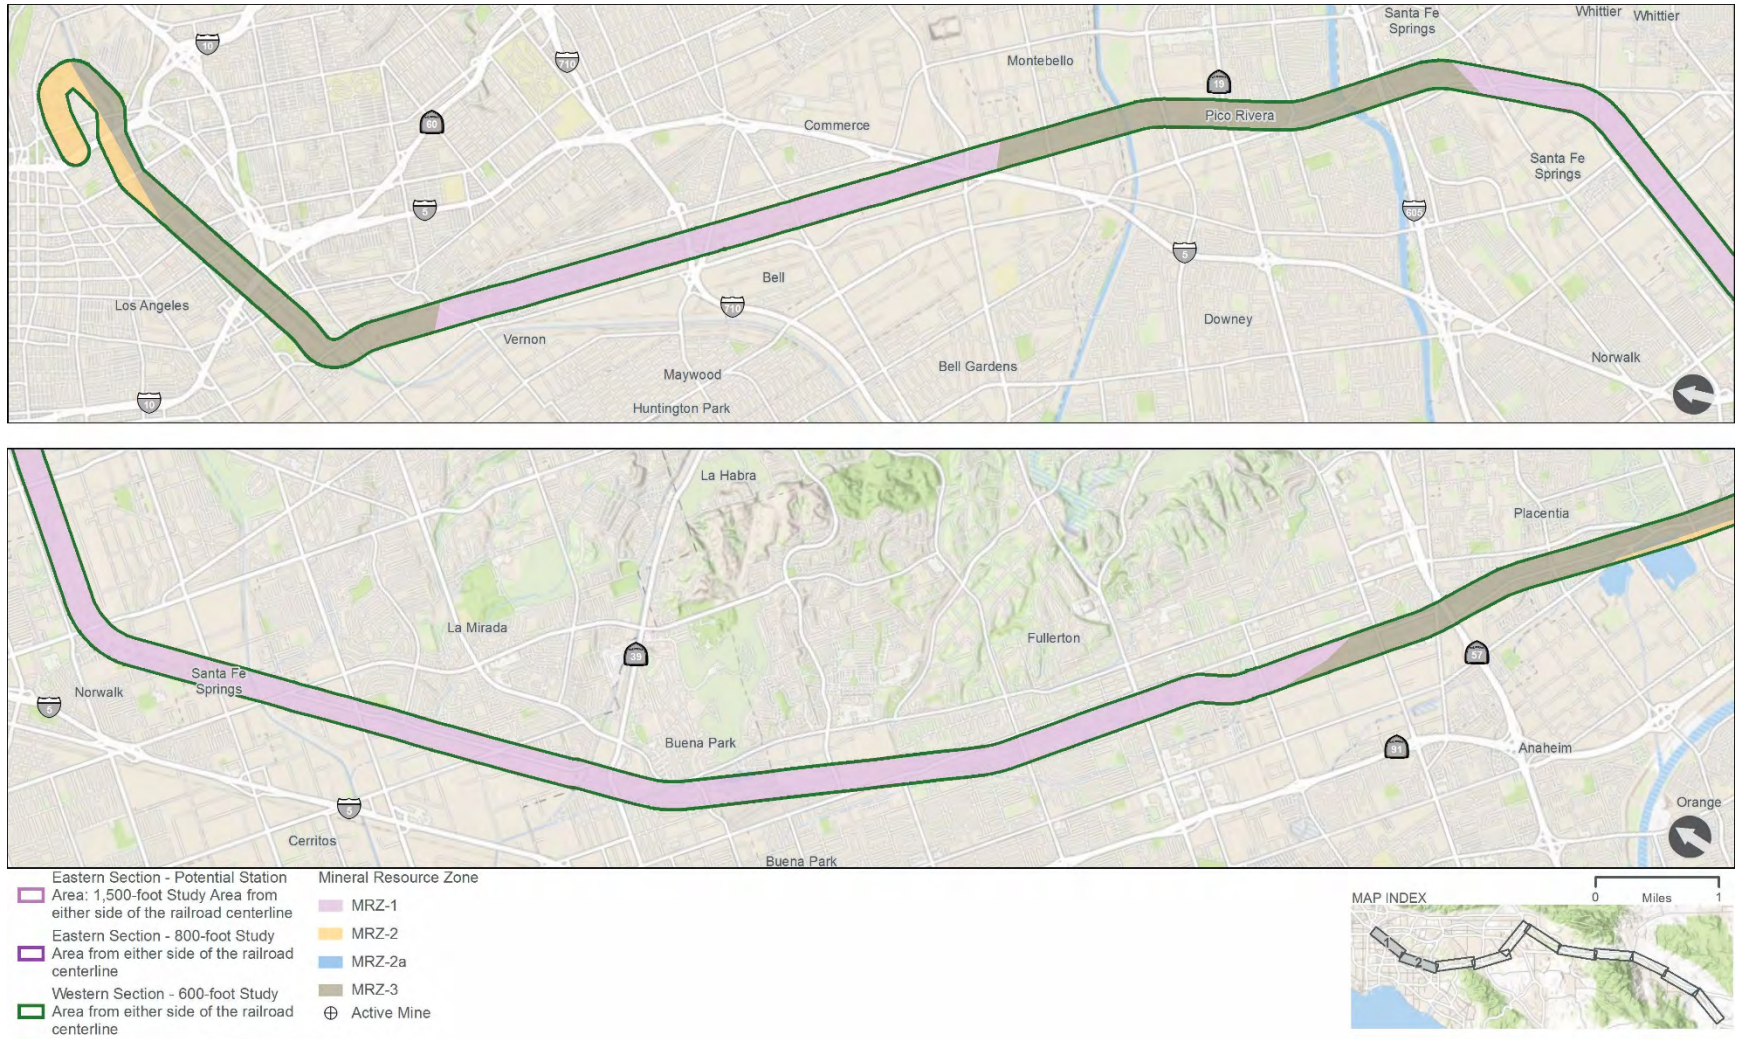 10
710
60
5
Los Angeles
10
Vernon
Commerce
Montebello
19
Pico Rivera
Santa Fe
Springs
Whittier
Whittier
Santa Fe
Springs
605
5
Bell
710
Maywood
Huntington Park
Bell Gardens
Downey
Norwalk
La Habra
Placentia
La Mirada
39
Fullerton
57
Santa Fe
Springs
Norwalk
5
Buena Park
91
Anaheim
5
Cerritos
Orange
Buena Park
Eastern Section - Potential Station
Area: 1,500-foot Study Area from
either side of the railroad centerline
Eastern Section - 800-foot Study
Area from either side of the railroad
centerline
Western Section - 600-foot Study
Area from either side of the railroad
centerline
Mineral Resource Zone
MRZ-1
MRZ-2
MRZ-2a
MRZ-3
Active Mine
0 Miles 1
MAP INDEX
1
2